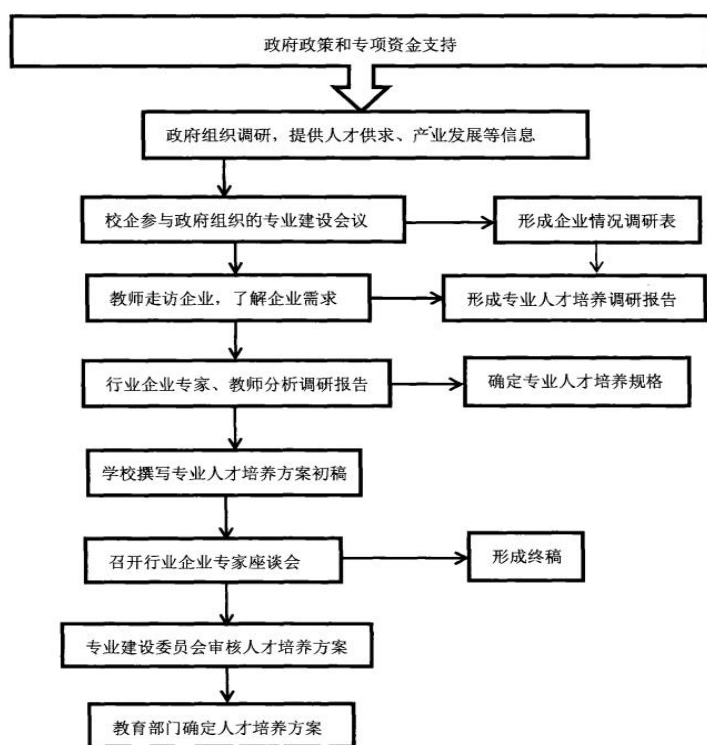 政府政策和专项资金支持
政府组织调研，提供人才供求、产业发展等信息
校企参与政府组织的专业建设会议
形成企业情况调研表
教师走访企业，了解企业需求
形成专业人才培养调研报告
行业企业专家、教师分析调研报告
确定专业人才培养规格
学校撰写专业人才培养方案初稿
召开行业企业专家座谈会
形成终稿
专业建设委员会审核人才培养方案
教育部门确定人才培养方案